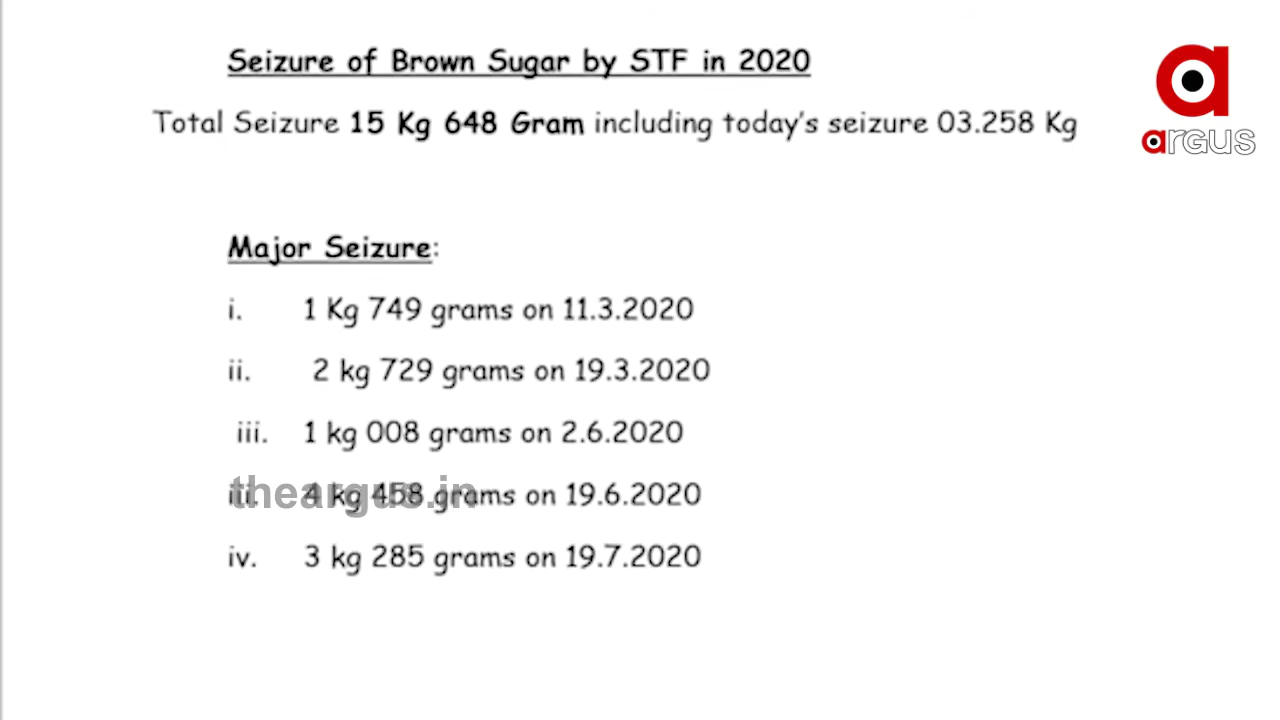 Seizure of Brown Sugar by STF in 2020
Total Seizure 15 Kg 648 Gram including today's seizure 03.258 Kg
argus
Major Seizure:
i. 1 Kg 749 grams on 11.3.2020
ii. 2 kg 729 grams on 19.3.2020
iii. 1 kg 008 grams on 2.6.2020
iii. 4 kg 458 grams on 19.6.2020
theargus.in
iv. 3 kg 285 grams on 19.7.2020